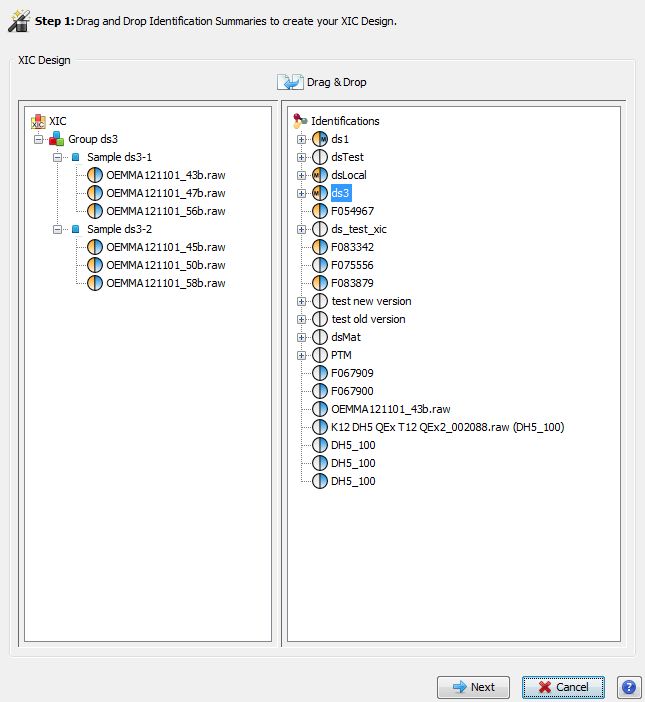 Step 1: Drag and Drop Identification Summaries to create your XIC Design.
XIC Design
Drag & Drop
XIC
Group ds3
Sample ds3-1
OEMMA121101_43b.raw
OEMMA121101_47b.raw
OEMMA121101_56b.raw
Sample ds3-2
OEMMA121101_45b.raw
OEMMA121101_50b.raw
OEMMA121101_58b.raw
Identifications
ds1
dsTest
dsLocal
ds3
F054967
ds_test_xic
F083342
F075556
F083879
test new version
test old version
dsMat
PTM
F067909
F067900
OEMMA121101_43b.raw
K12 DH5 QEx T12 QEx2_002088.raw (DH5_100)
DH5_100
DH5_100
DH5_100
Next
Cancel
?